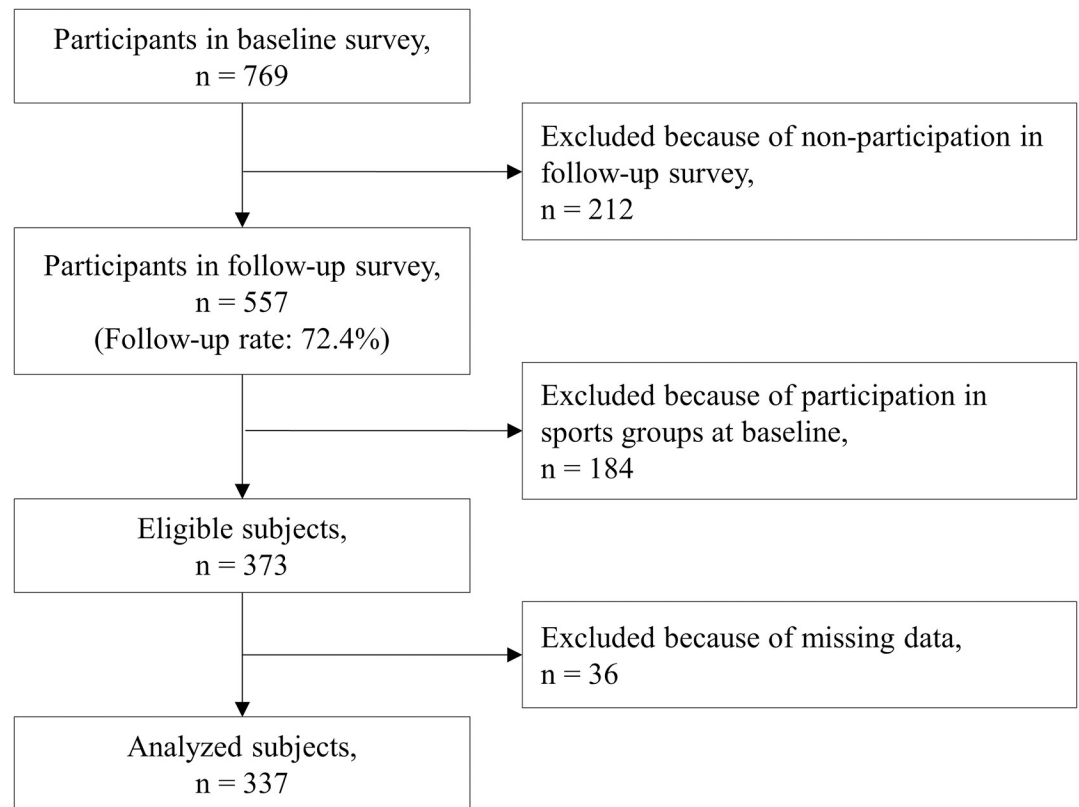 Participants in baseline survey,
n = 769
Excluded because of non-participation in
follow-up survey,
n = 212
Participants in follow-up survey,
n = 557
(Follow-up rate: 72.4%)
Excluded because of participation in
sports groups at baseline,
n = 184
Eligible subjects,
n = 373
Excluded because of missing data,
n = 36
Analyzed subjects,
n = 337